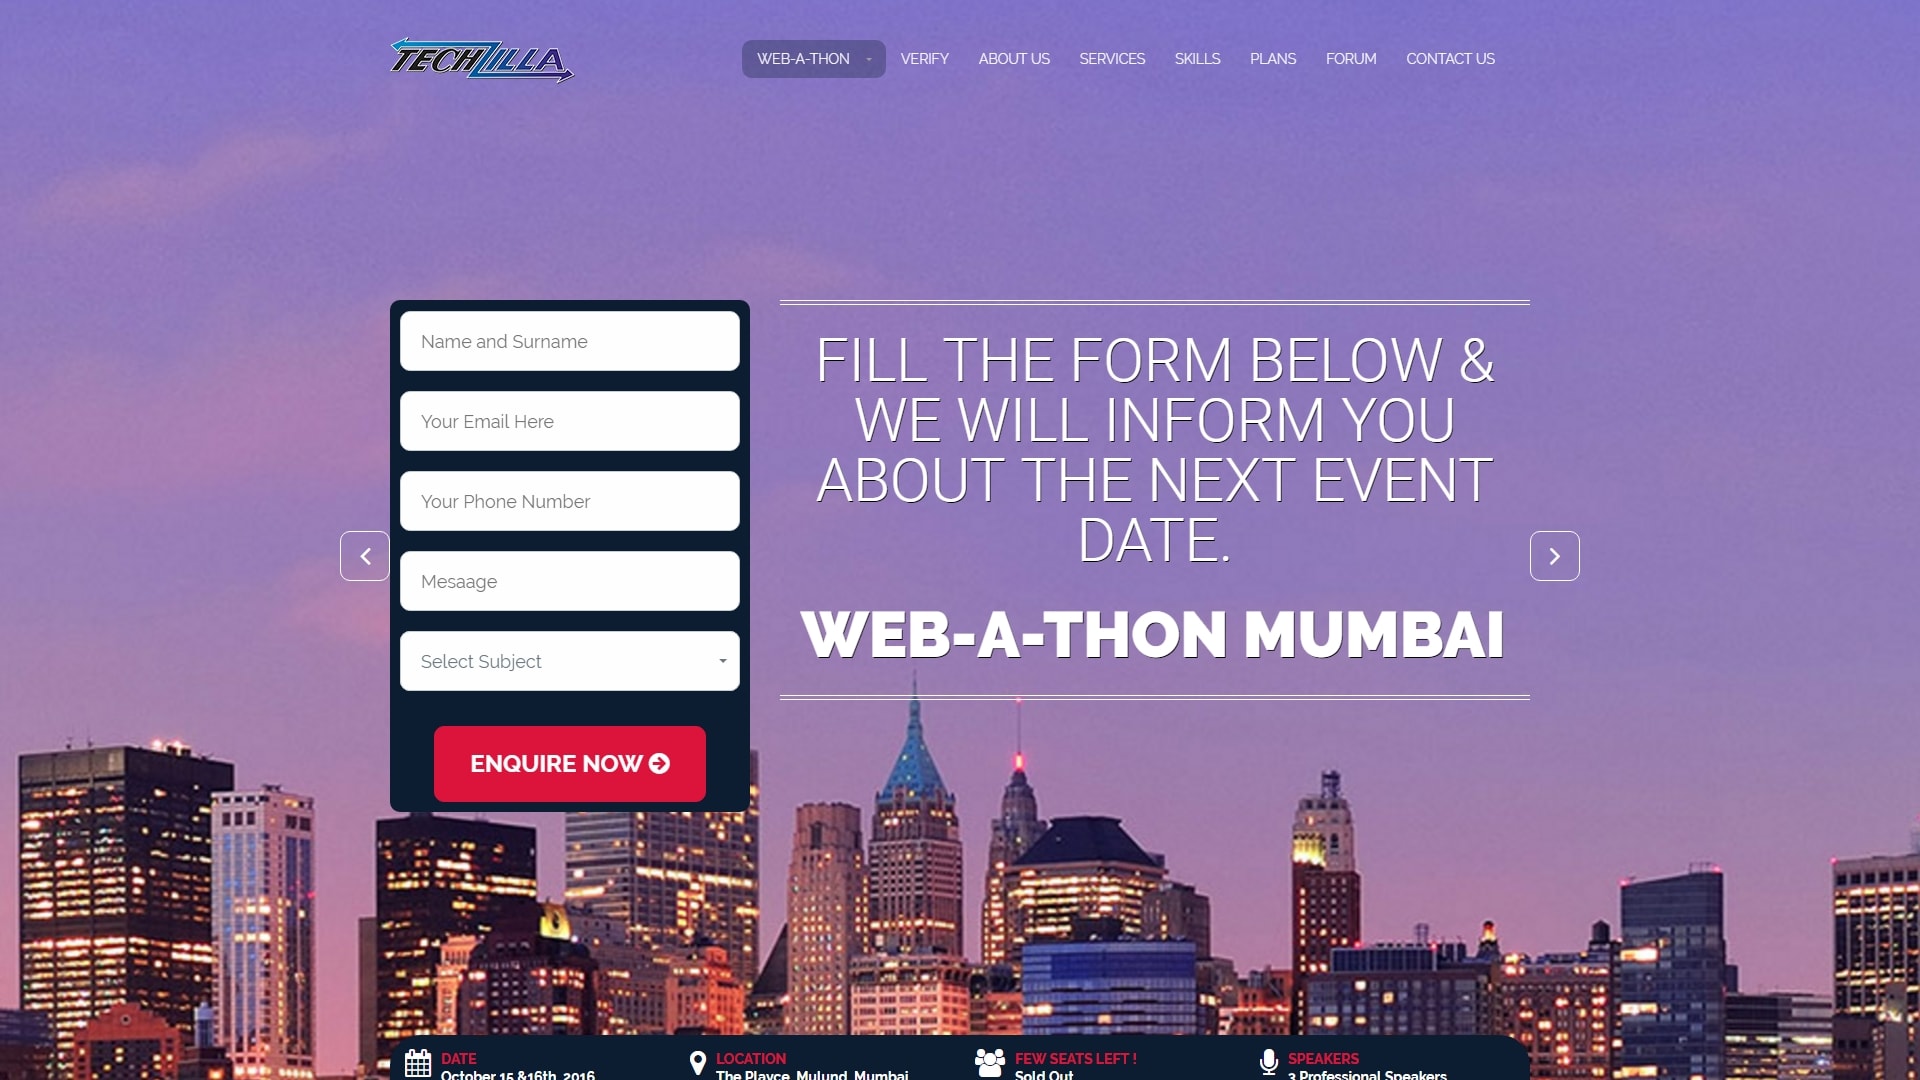 TECHZILLA
WEB-A-THON
VERIFY
ABOUT US
SERVICES
SKILLS
PLANS
FORUM
CONTACT US
Name and Surname
Your Email Here
Your Phone Number
Mesaage
Select Subject
ENQUIRE NOW
FILL THE FORM BELOW &
WE WILL INFORM YOU
ABOUT THE NEXT EVENT
DATE.
WEB-A-THON MUMBAI
DATE
October 15 &16th, 2016
LOCATION
The Playce, Mulund, Mumbai
FEW SEATS LEFT !
Sold Out
SPEAKERS
3 Professional Speakers